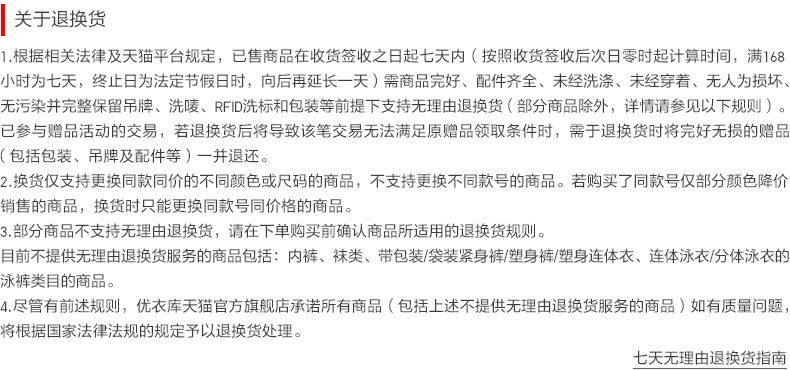 关于退换货
1.根据相关法律及天猫平台规定，已售商品在收货签收之日起七天内（按照收货签收后次日零时起计算时间，满168
小时为七天，终止日为法定节假日时，向后再延长一天）需商品完好、配件齐全、未经洗涤、未经穿着、无人为损坏、
无污染并完整保留吊牌、洗唛、RFID洗标和包装等前提下支持无理由退换货（部分商品除外，详情请参见以下规则）。
已参与赠品活动的交易，若退换货后将导致该笔交易无法满足原赠品领取条件时，需于退换货时将完好无损的赠品
（包括包装、吊牌及配件等）一并退还。
2.换货仅支持更换同款同价的不同颜色或尺码的商品，不支持更换不同款号的商品。若购买了同款号仅部分颜色降价
销售的商品，换货时只能更换同款号同价格的商品。
3.部分商品不支持无理由退换货，请在下单购买前确认商品所适用的退换货规则。
目前不提供无理由退换货服务的商品包括：内裤、袜类、带包装/袋装紧身裤/塑身裤/塑身连体衣、连体泳衣/分体泳衣的
泳裤类目的商品。
4.尽管有前述规则，优衣库天猫官方旗舰店承诺所有商品（包括上述不提供无理由退换货服务的商品）如有质量问题，
将根据国家法律法规的规定予以退换货处理。
七天无理由退换货指南